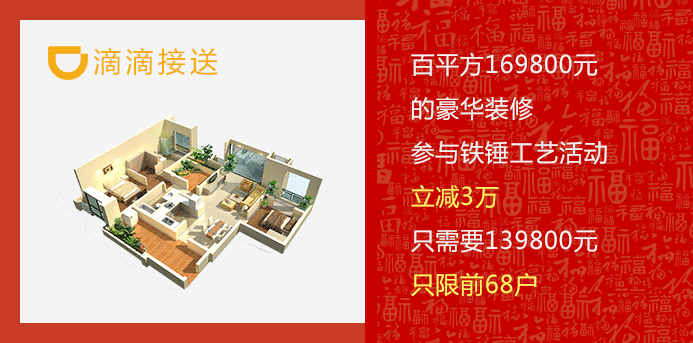 滴滴接送
百平方169800元
的豪华装修
参与铁锤工艺活动
立减3万
只需要139800元
只限前68户